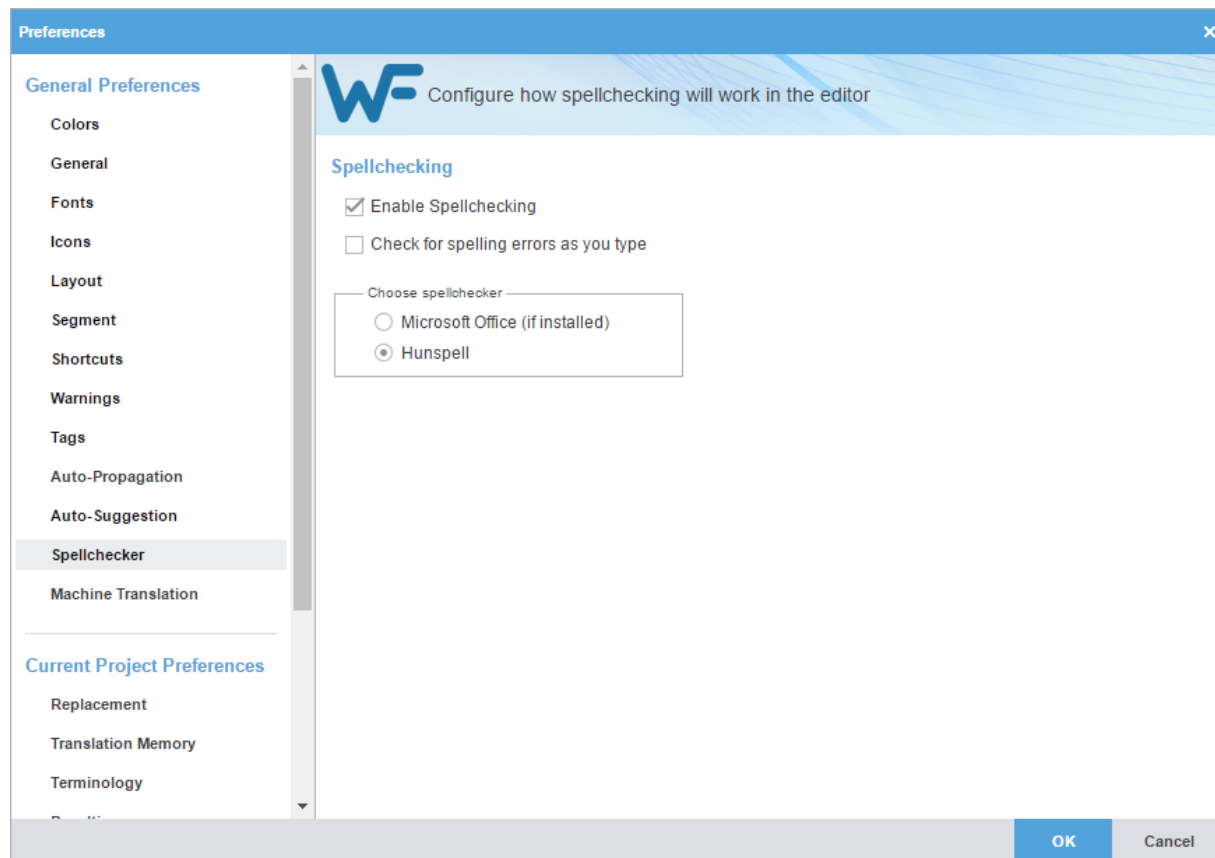 Preferences
General Preferences
Colors
General
Fonts
Icons
Layout
Segment
Shortcuts
Warnings
Tags
Auto-Propagation
Auto-Suggestion
Spellchecker
Machine Translation
Current Project Preferences
Replacement
Translation Memory
Terminology
WF Configure how spellchecking will work in the editor
Spellchecking
Enable Spellchecking
Check for spelling errors as you type
Choose spellchecker
Microsoft Office (if installed)
Hunspell
OK Cancel